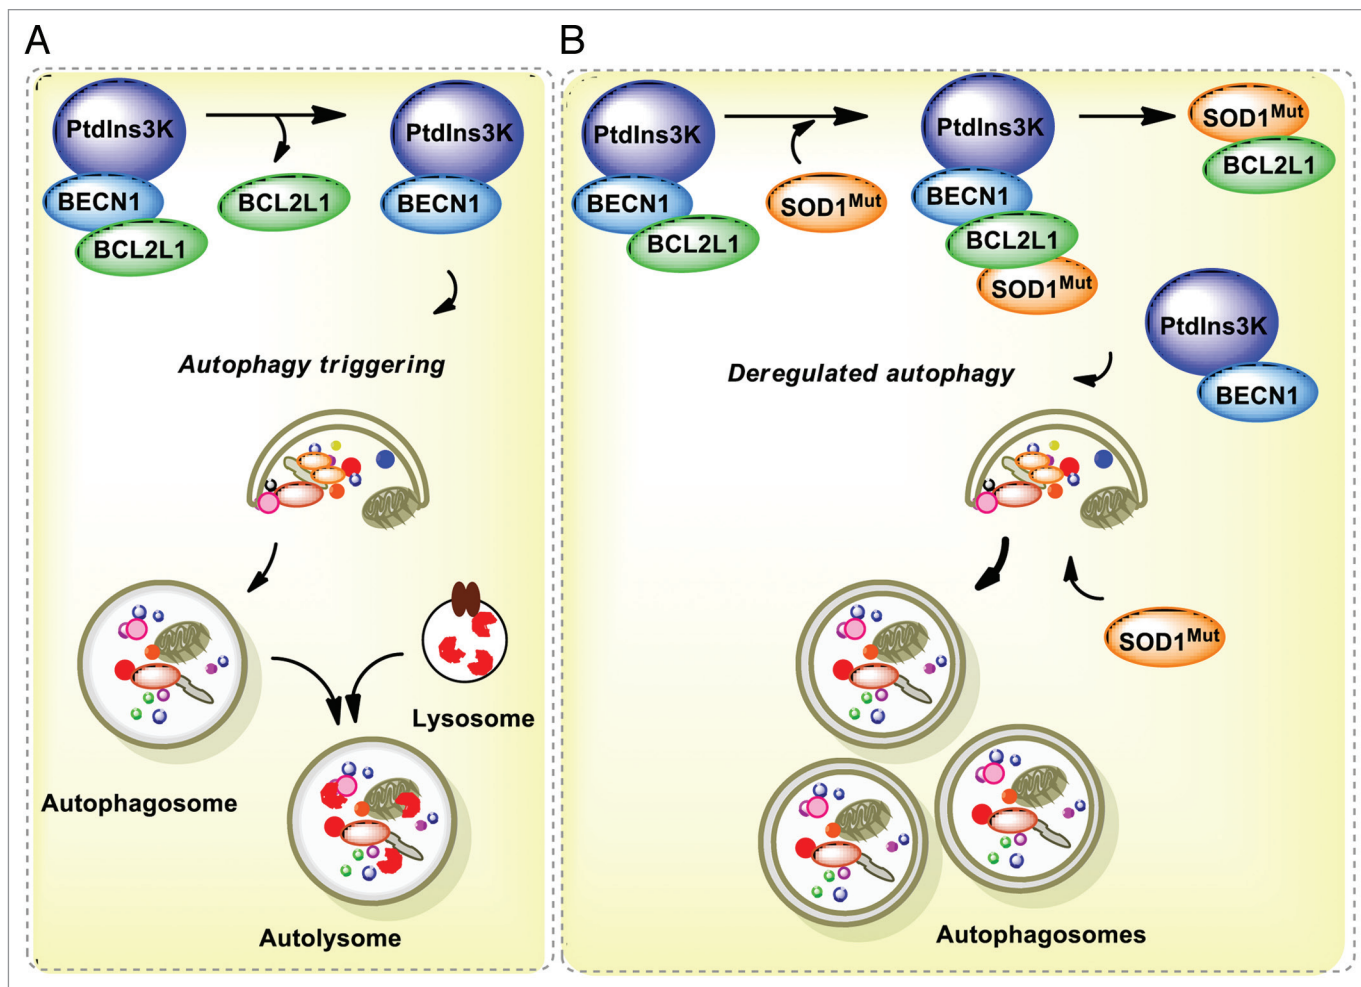 A
PtdIns3K
BECN1
BCL2L1
BCL2L1
PtdIns3K
BECN1
Autophagy triggering
Lysosome
Autophagosome
Autolysome
B
PtdIns3K
BECN1
BCL2L1
SOD1Mut
PtdIns3K
BECN1
BCL2L1
SOD1Mut
SOD1Mut
BCL2L1
PtdIns3K
BECN1
Deregulated autophagy
SOD1Mut
Autophagosomes